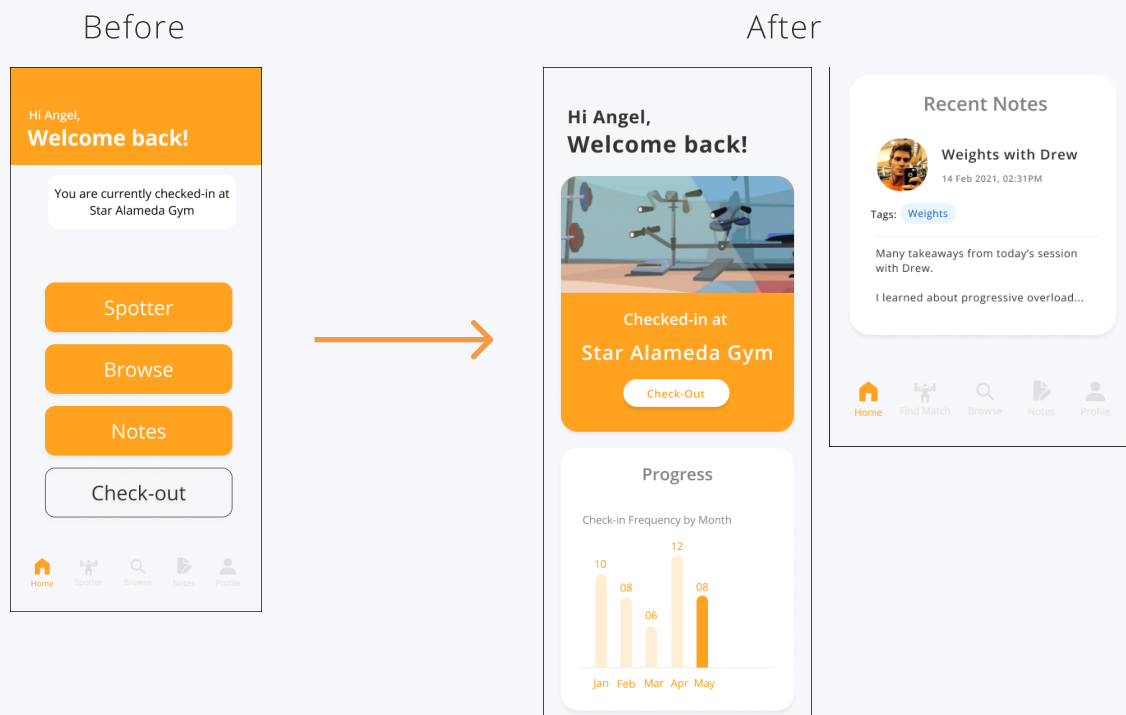 Before
After
Hi Angel,
Welcome back!
You are currently checked-in at
Star Alameda Gym
Spotter
Browse
Notes
Check-out
Home
Spotter
Browse
Notes
Profile
Hi Angel,
Welcome back!
Checked-in at
Star Alameda Gym
Check-Out
Progress
Check-in Frequency by Month
10
08
06
12
08
Jan
Feb
Mar
Apr
May
Recent Notes
Weights with Drew
14 Feb 2021, 02:31PM
Tags: Weights
Many takeaways from today's session
with Drew.
I learned about progressive overload...
Home
Find Match
Browse
Notes
Profile